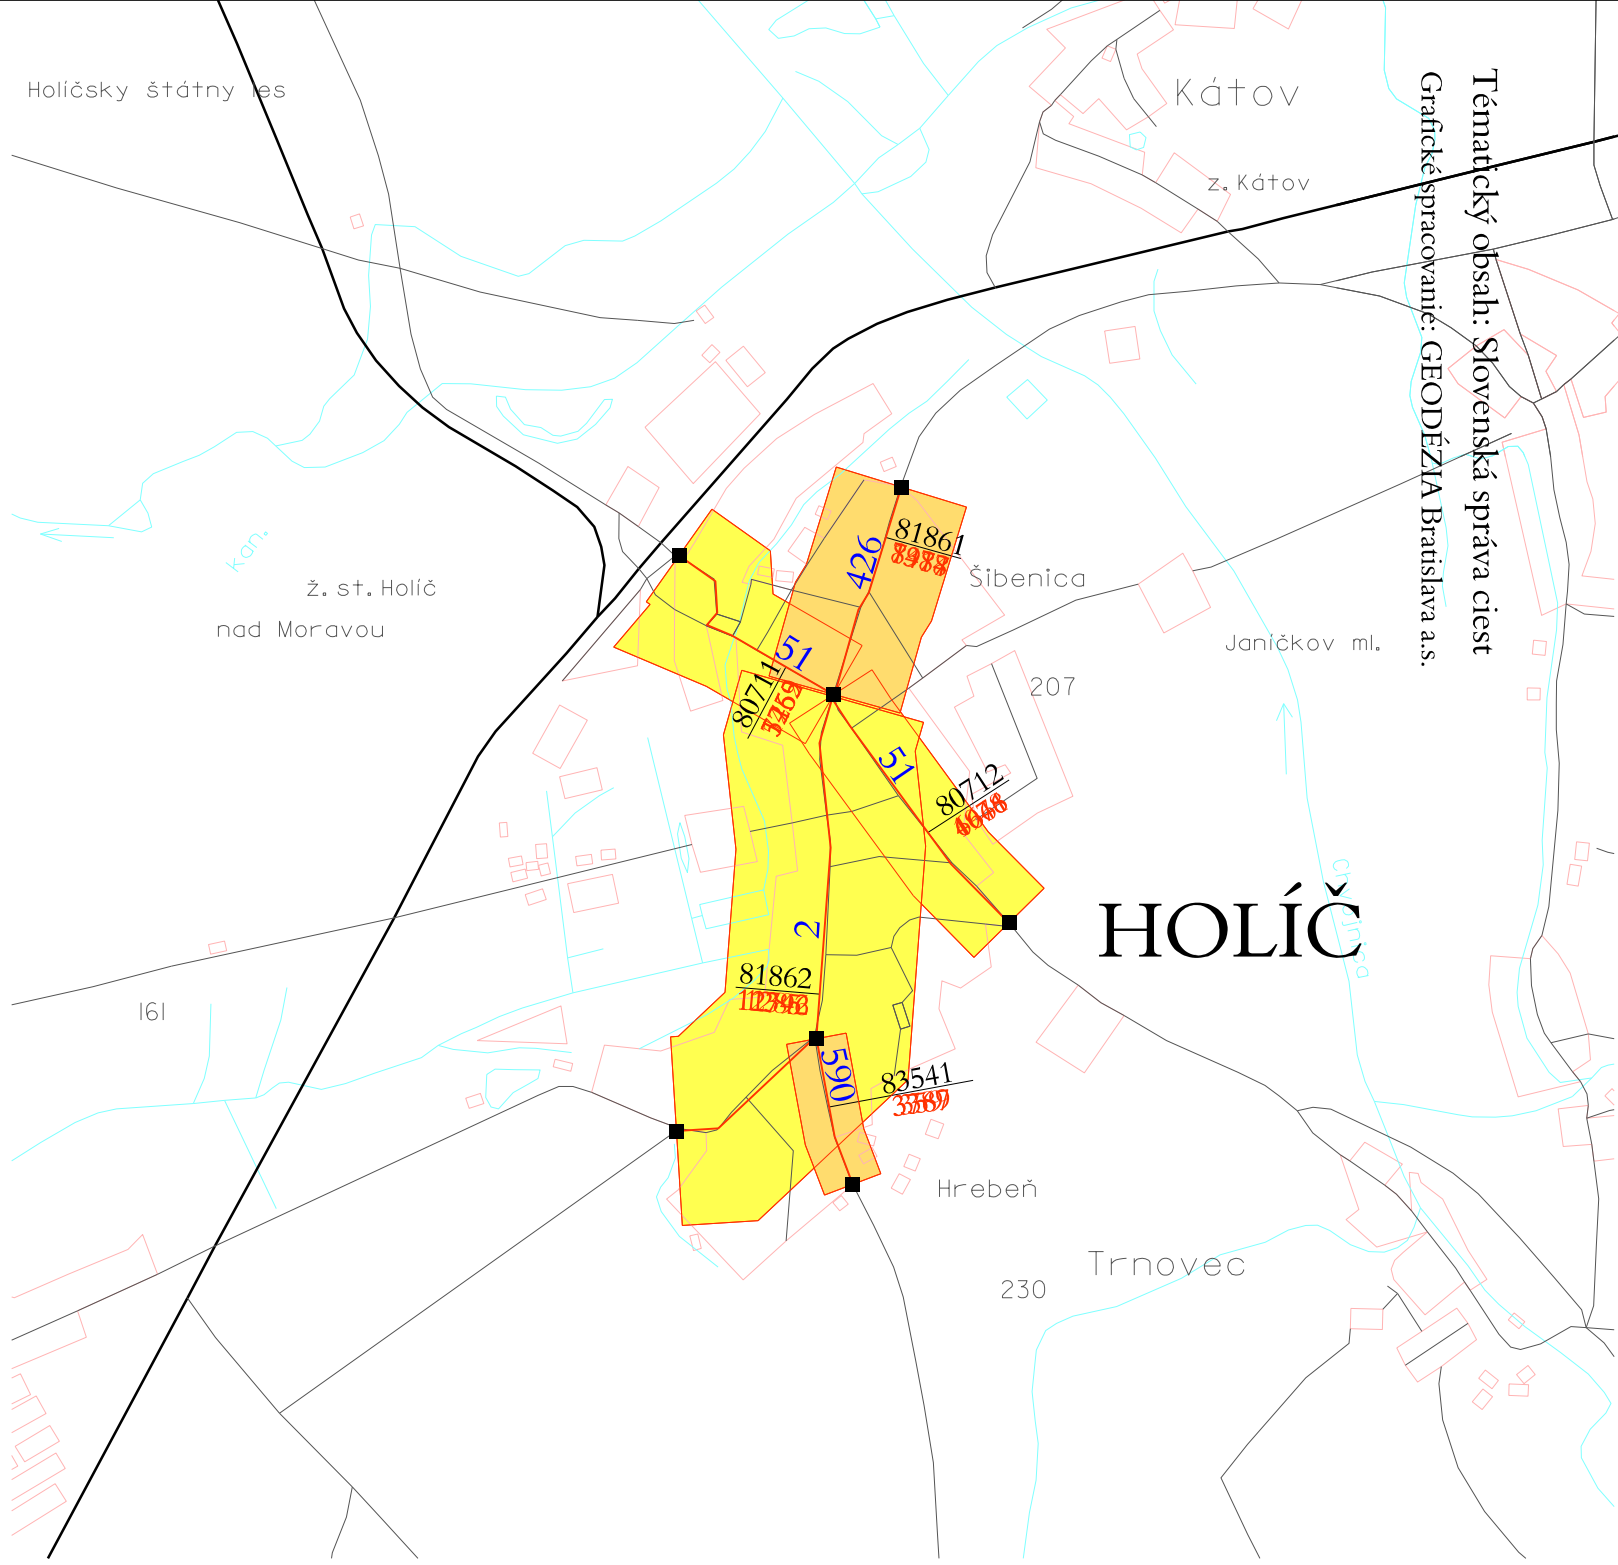 Holíčsky štátny les
Kátov
z. Kátov
Tématický obsah: Slovenská správa ciest
Grafické spracovanie: GEODÉZIA Bratislava a.s.
kan.
ž. st. Holíč
nad Moravou
426
81861
Šibenica
Janíčkov ml.
51
80711
207
51
80712
HOLÍČ
2
81862
161
590
83541
Hrebeň
Trnovec
230